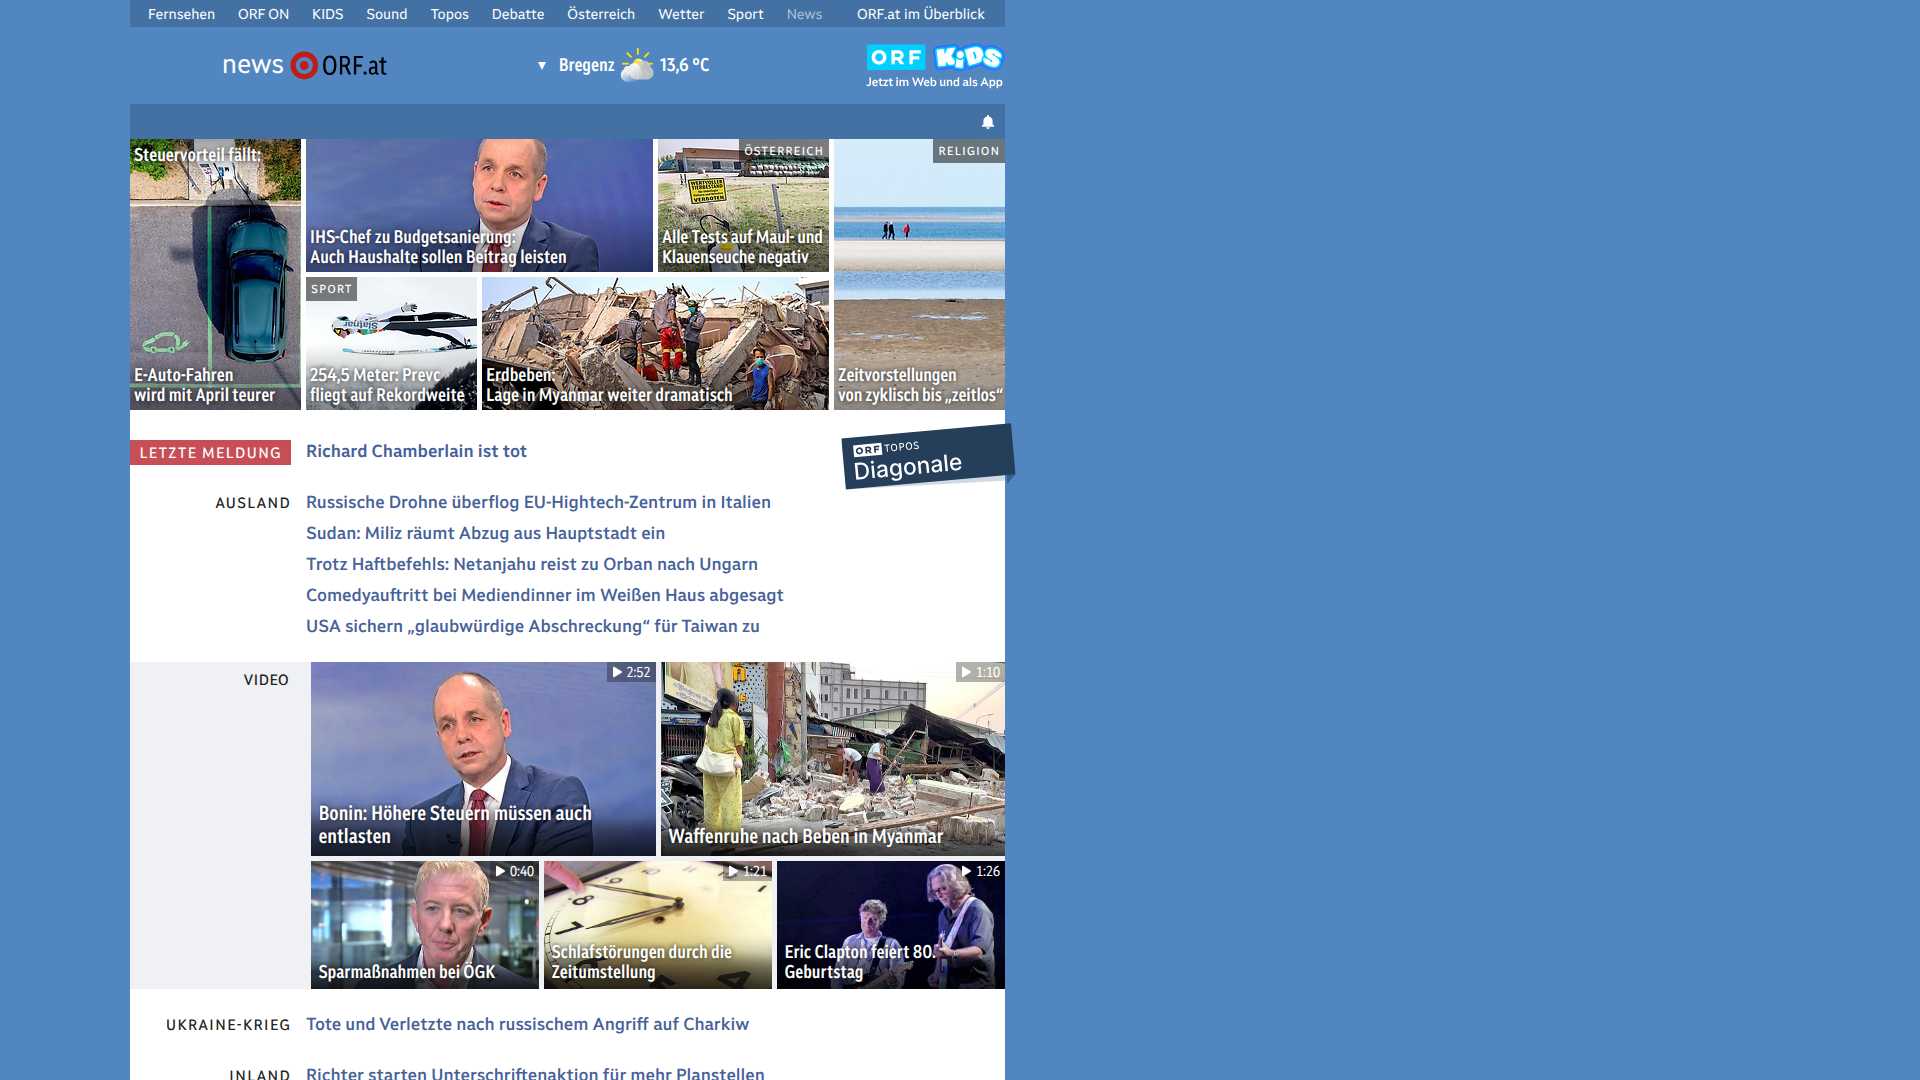 Fernsehen ORF ON KIDS Sound Topos Debatte Österreich Wetter Sport News ORF.at im Überblick
news ORF.at
Bregenz 13,6 °C
ORF KiDS
Jetzt im Web und als App
Steuervorteil fällt:
E-Auto-Fahren
wird mit April teurer
IHS-Chef zu Budgetsanierung:
Auch Haushalte sollen Beitrag leisten
ÖSTERREICH
WERTVOLLER
TIERBESTAND
VERBOTEN
Alle Tests auf Maul- und
Klauenseuche negativ
RELIGION
Zeitvorstellungen
von zyklisch bis „zeitlos“
SPORT
Slatnar
254,5 Meter: Prevc
fliegt auf Rekordweite
Erdbeben:
Lage in Myanmar weiter dramatisch
LETZTE MELDUNG
Richard Chamberlain ist tot
ORF TOPOS
Diagonale
AUSLAND
Russische Drohne überflog EU-Hightech-Zentrum in Italien
Sudan: Miliz räumt Abzug aus Hauptstadt ein
Trotz Haftbefehls: Netanjahu reist zu Orban nach Ungarn
Comedyauftritt bei Mediendinner im Weißen Haus abgesagt
USA sichern „glaubwürdige Abschreckung“ für Taiwan zu
VIDEO
2:52
Bonin: Höhere Steuern müssen auch
entlasten
1:10
Waffenruhe nach Beben in Myanmar
0:40
Sparmaßnahmen bei ÖGK
1:21
Schlafstörungen durch die
Zeitumstellung
1:26
Eric Clapton feiert 80.
Geburtstag
UKRAINE-KRIEG
Tote und Verletzte nach russischem Angriff auf Charkiw
INLAND
Richter starten Unterschriftenaktion für mehr Planstellen